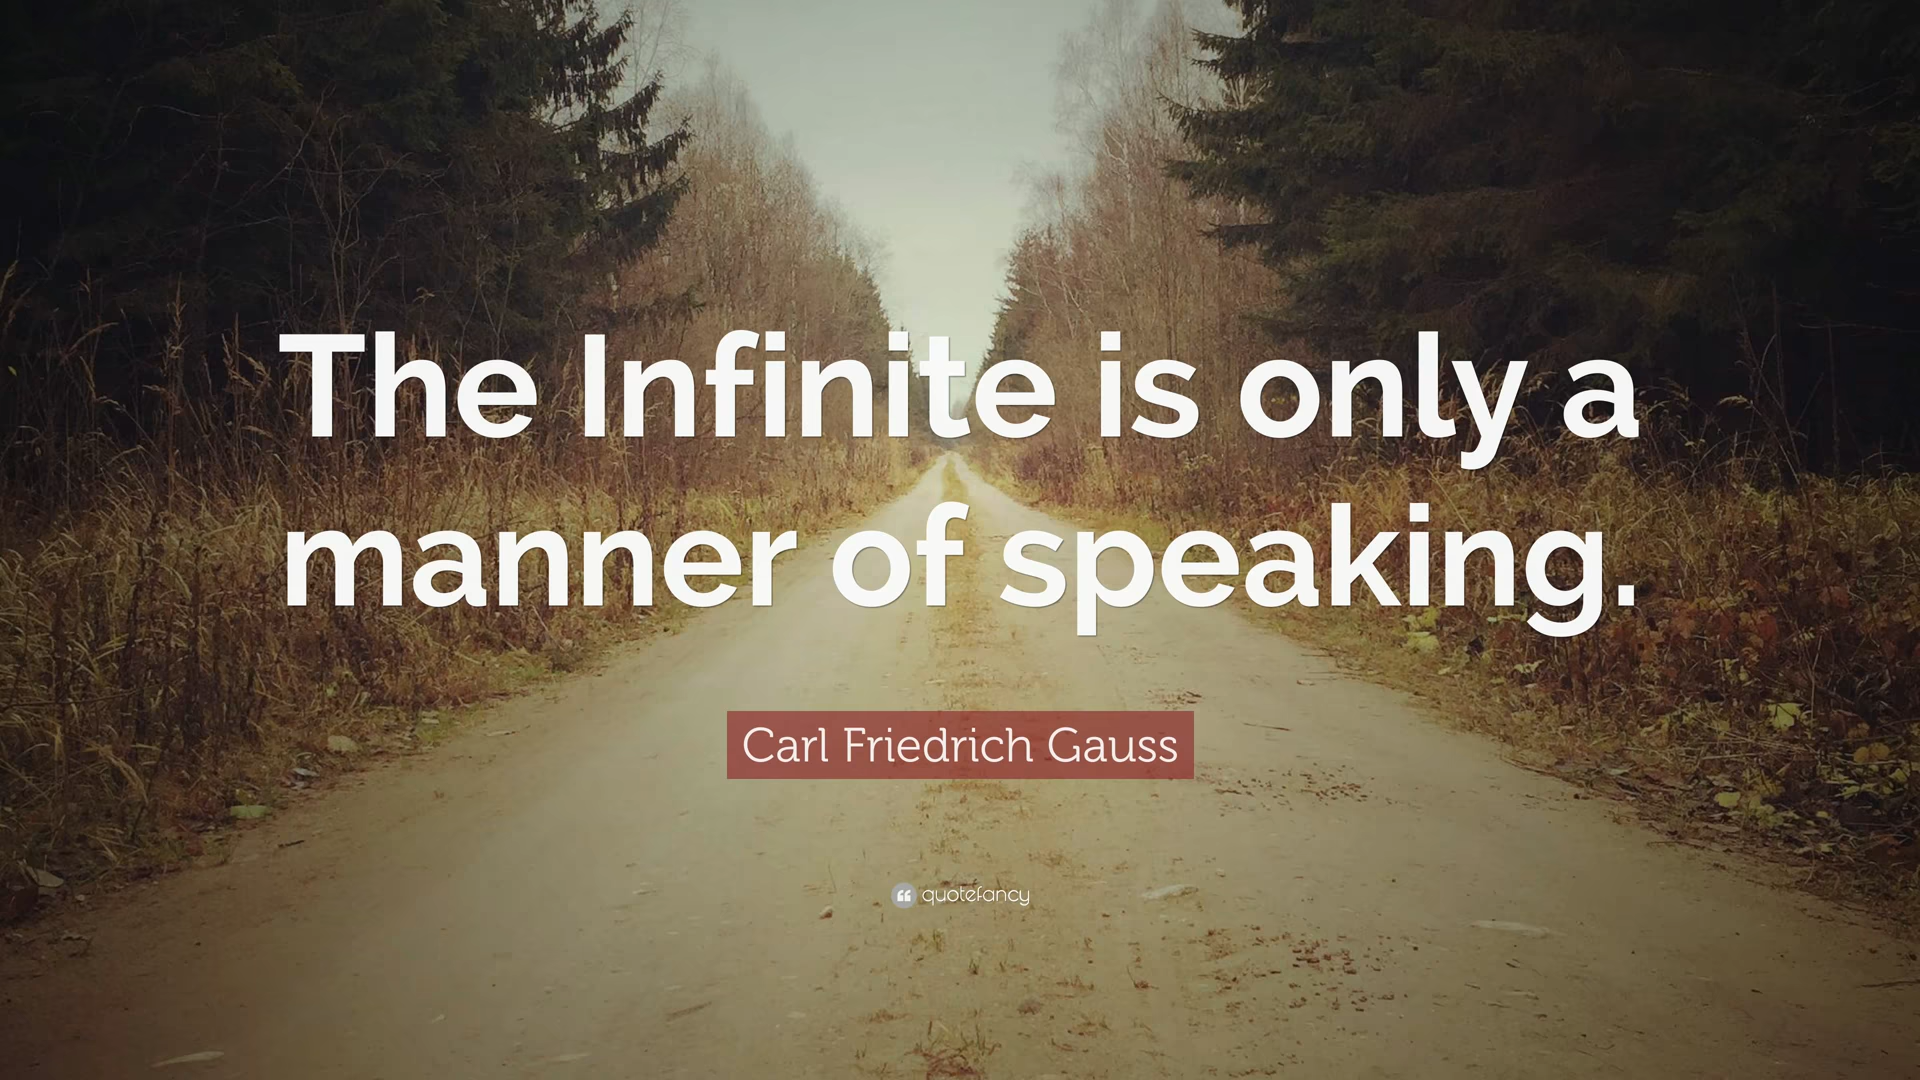 The Infinite is only a
manner of speaking.
Carl Friedrich Gauss
quotefancy